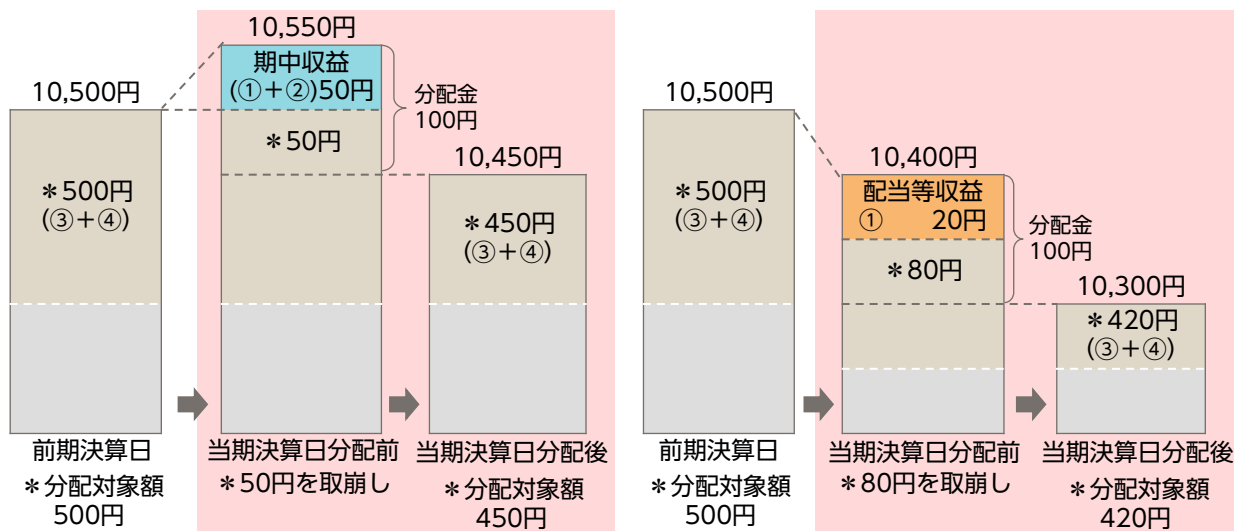 10,500円
＊500円
(③＋④)
前期決算日
＊分配対象額
500円
10,550円
期中収益
(①＋②)50円
＊50円
分配金
100円
当期決算日分配前
＊50円を取崩し
10,450円
＊450円
(③＋④)
当期決算日分配後
＊分配対象額
450円
10,500円
＊500円
(③＋④)
前期決算日
＊分配対象額
500円
10,400円
配当等収益
① 20円
＊80円
分配金
100円
当期決算日分配前
＊80円を取崩し
10,300円
＊420円
(③＋④)
当期決算日分配後
＊分配対象額
420円